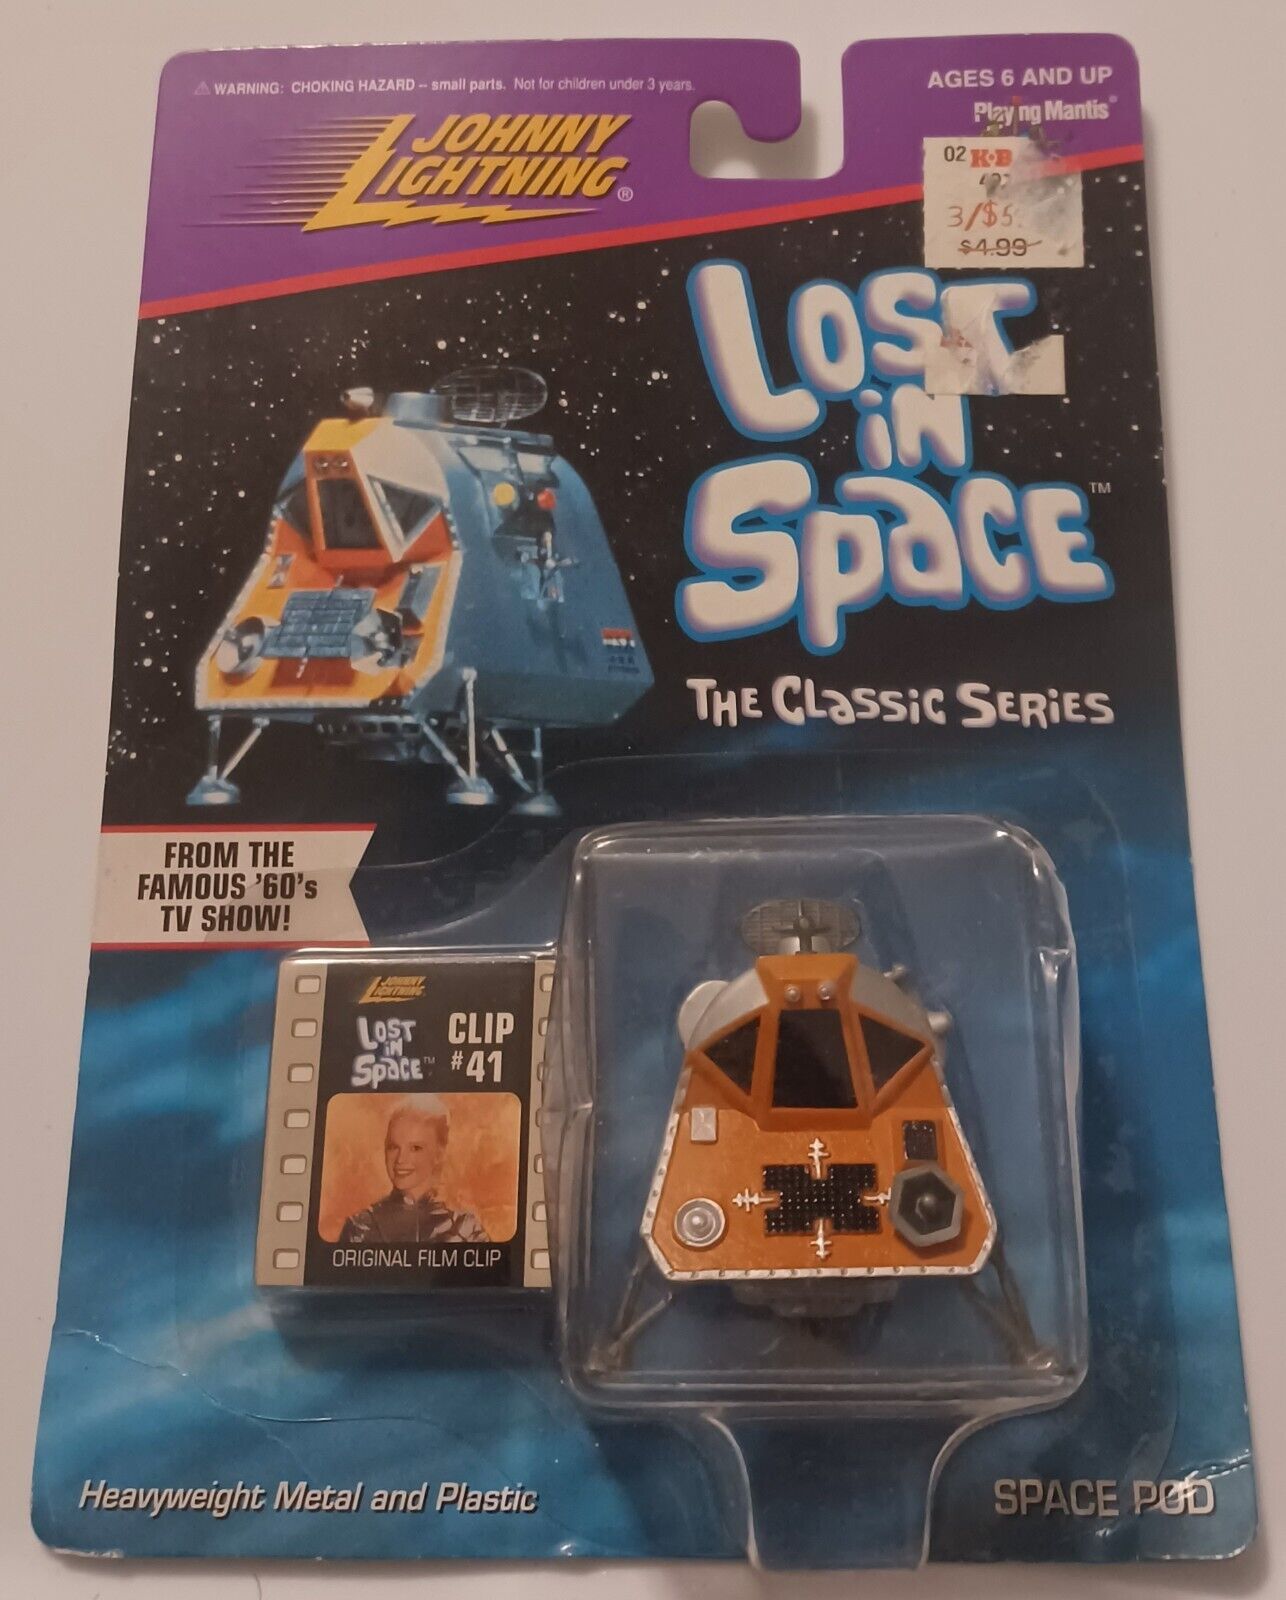 ⚠ WARNING: CHOKING HAZARD -- small parts. Not for children under 3 years.
AGES 6 AND UP
Playing Mantis®
JOHNNY
LIGHTNING®
02 K·B
3/$5
$4.99
LOST
iN
SpaCE™
THE CLaSSiC SERiES
FROM THE
FAMOUS '60's
TV SHOW!
JOHNNY
LIGHTNING
LOST
iN
SpaCE™
CLIP
#41
ORIGINAL FILM CLIP
Heavyweight Metal and Plastic
SPACE POD